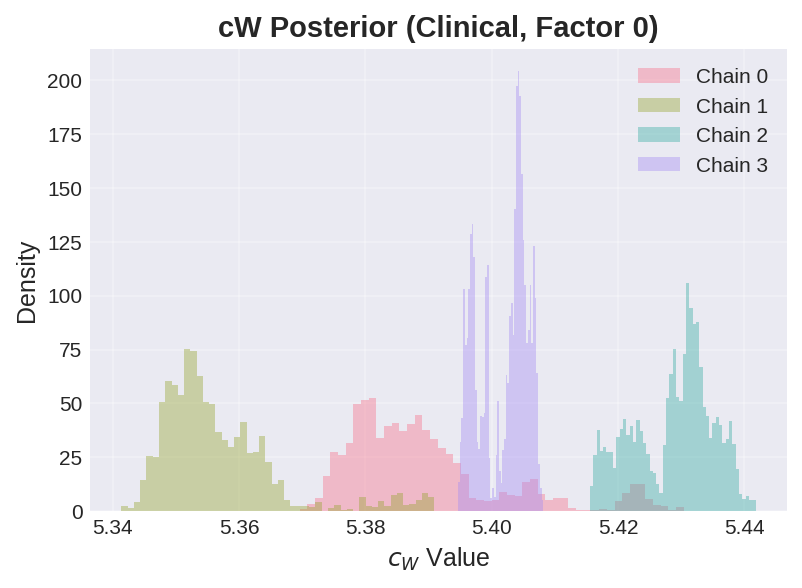 cW Posterior (Clinical, Factor 0)
Density
200
175
150
125
100
75
50
25
0
5.34 5.36 5.38 5.40 5.42 5.44
c_W Value
Chain 0
Chain 1
Chain 2
Chain 3